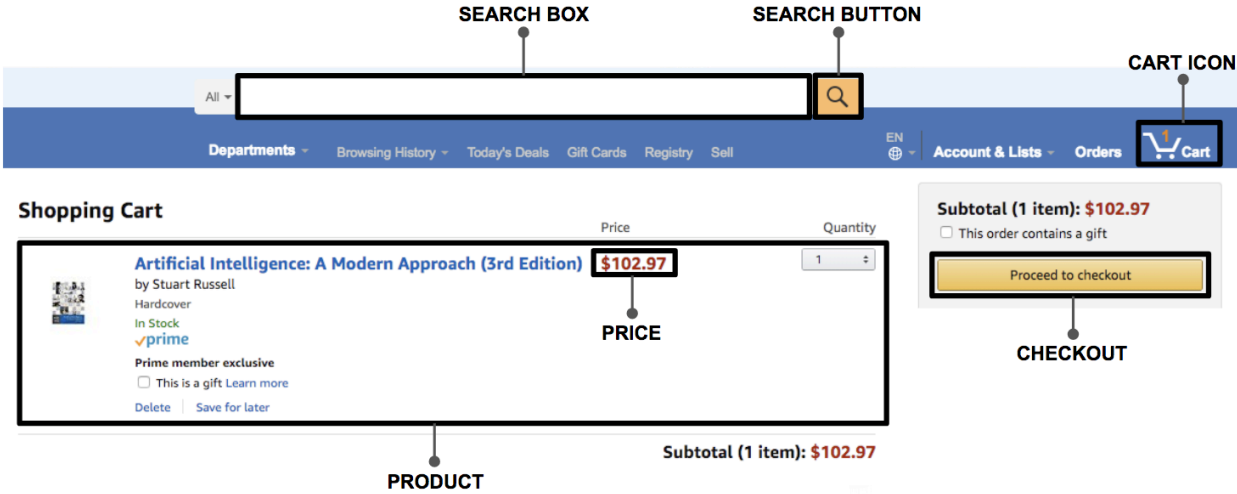 SEARCH BOX
SEARCH BUTTON
CART ICON
All
Departments
Browsing History
Today's Deals
Gift Cards
Registry
Sell
EN
Account & Lists
Orders
1
Cart
Shopping Cart
Price
Quantity
Artificial Intelligence: A Modern Approach (3rd Edition)
$102.97
1
by Stuart Russell
Hardcover
In Stock
prime
Prime member exclusive
This is a gift Learn more
Delete
Save for later
PRICE
PRODUCT
Subtotal (1 item): $102.97
Subtotal (1 item): $102.97
This order contains a gift
Proceed to checkout
CHECKOUT